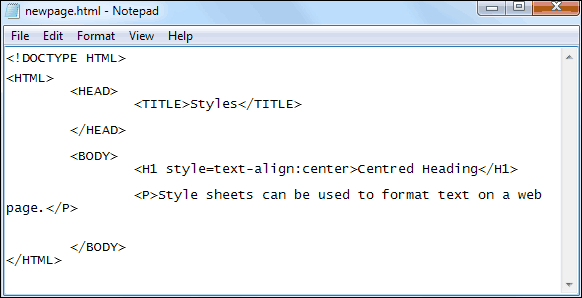 newpage.html - Notepad
File Edit Format View Help
<!DOCTYPE HTML>
<HTML>
<HEAD>
<TITLE>Styles</TITLE>
</HEAD>
<BODY>
<H1 style=text-align:center>Centred Heading</H1>
<P>Style sheets can be used to format text on a web
page.</P>
</BODY>
</HTML>